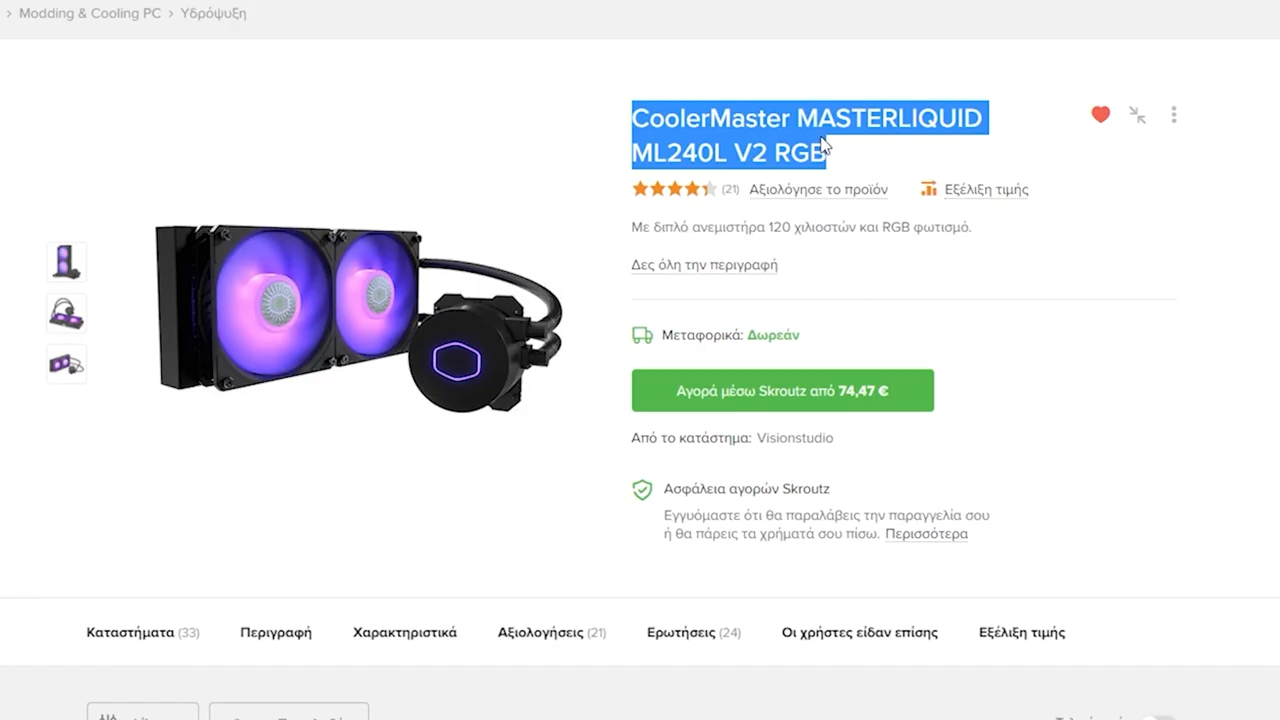 › Modding & Cooling PC › Υδρόψυξη
CoolerMaster MASTERLIQUID
ML240L V2 RGB
(21) Αξιολόγησε το προϊόν Εξέλιξη τιμής
Με διπλό ανεμιστήρα 120 χιλιοστών και RGB φωτισμό.
Δες όλη την περιγραφή
Μεταφορικά: Δωρεάν
Αγορά μέσω Skroutz από 74,47 €
Από το κατάστημα: Visionstudio
Ασφάλεια αγορών Skroutz
Εγγυόμαστε ότι θα παραλάβεις την παραγγελία σου
ή θα πάρεις τα χρήματά σου πίσω. Περισσότερα
Καταστήματα (33) Περιγραφή Χαρακτηριστικά Αξιολογήσεις (21) Ερωτήσεις (24) Οι χρήστες είδαν επίσης Εξέλιξη τιμής